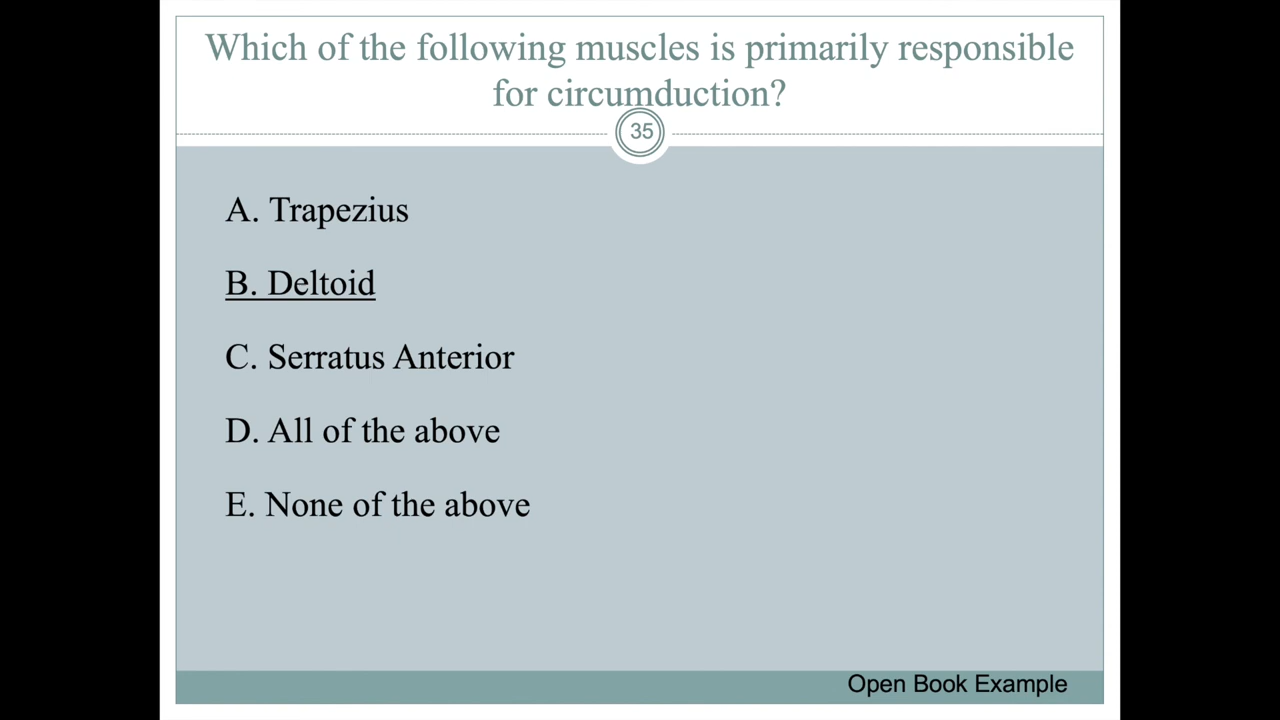 Which of the following muscles is primarily responsible
for circumduction?
35
A. Trapezius
B. Deltoid
C. Serratus Anterior
D. All of the above
E. None of the above
Open Book Example